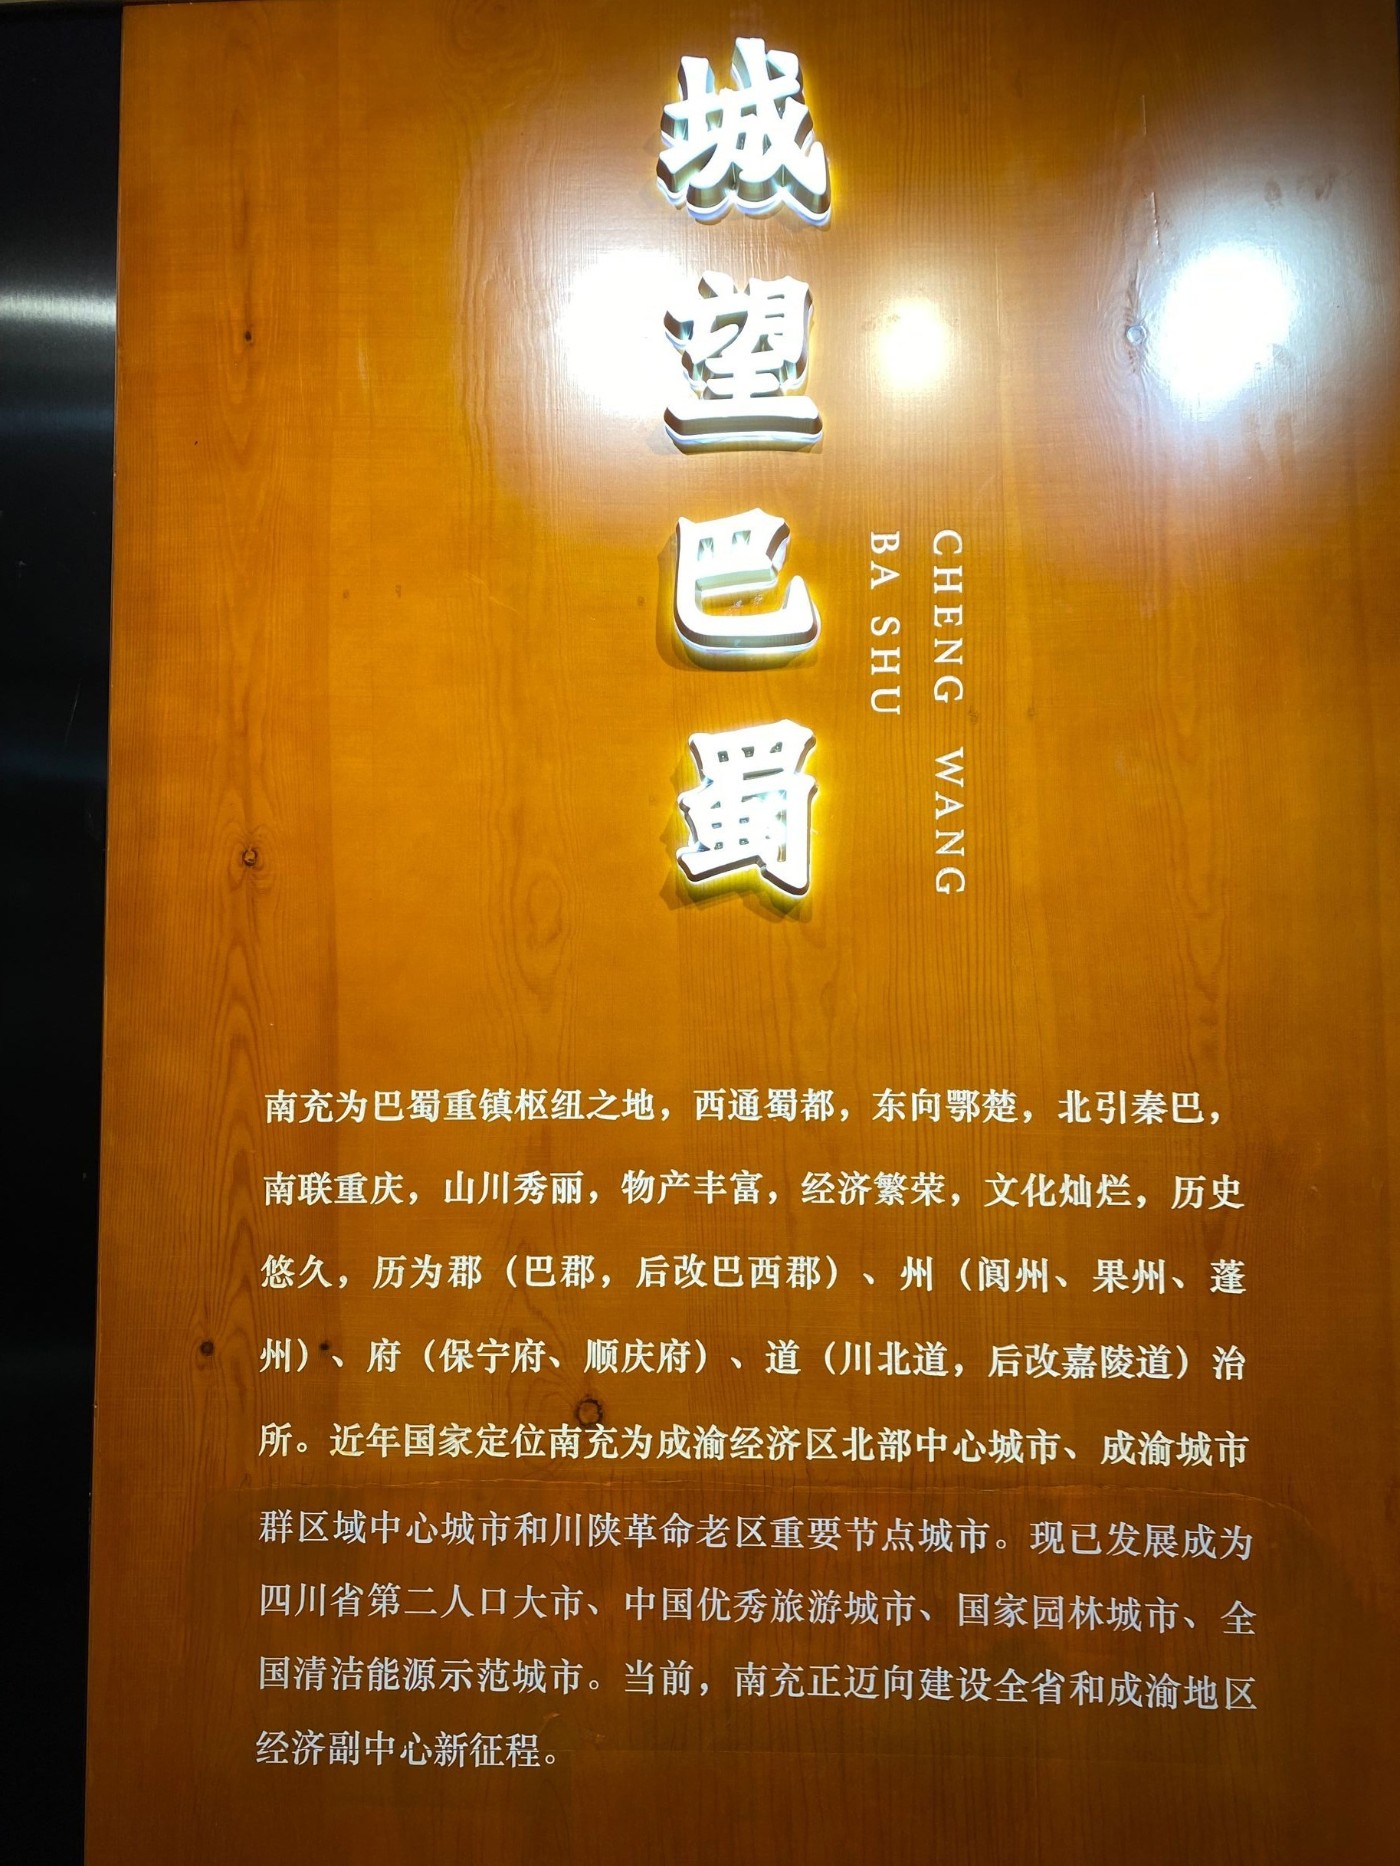 城望巴蜀
CHENG WANG
BA SHU
南充为巴蜀重镇枢纽之地，西通蜀都，东向鄂楚，北引秦巴，
南联重庆，山川秀丽，物产丰富，经济繁荣，文化灿烂，历史
悠久，历为郡（巴郡，后改巴西郡）、州（阆州、果州、蓬
州）、府（保宁府、顺庆府）、道（川北道，后改嘉陵道）治
所。近年国家定位南充为成渝经济区北部中心城市、成渝城市
群区域中心城市和川陕革命老区重要节点城市。现已发展成为
四川省第二人口大市、中国优秀旅游城市、国家园林城市、全
国清洁能源示范城市。当前，南充正迈向建设全省和成渝地区
经济副中心新征程。